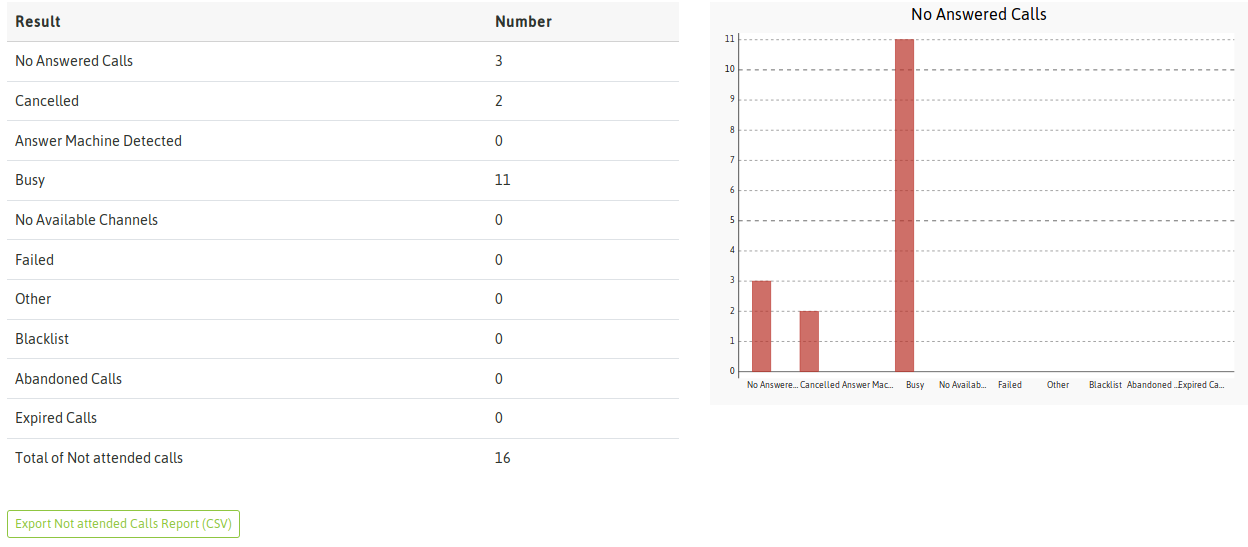 Result Number
No Answered Calls 3
Cancelled 2
Answer Machine Detected 0
Busy 11
No Available Channels 0
Failed 0
Other 0
Blacklist 0
Abandoned Calls 0
Expired Calls 0
Total of Not attended calls 16
Export Not attended Calls Report (CSV)
No Answered Calls
11
10
9
8
7
6
5
4
3
2
1
0
No Answere... Cancelled Answer Mac... Busy No Availab... Failed Other Blacklist Abandoned ... Expired Ca...